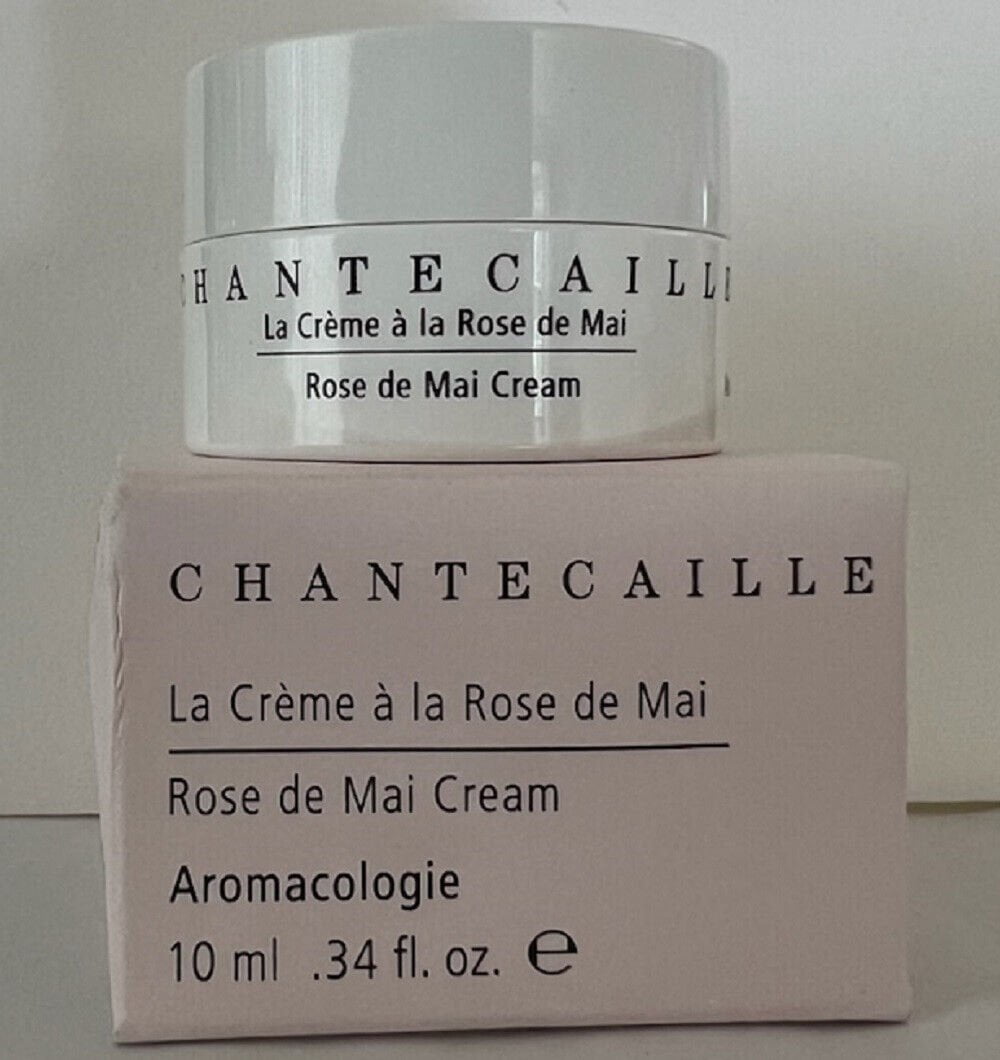 CHANTECAILLE
La Crème à la Rose de Mai
Rose de Mai Cream
CHANTECAILLE
La Crème à la Rose de Mai
Rose de Mai Cream
Aromacologie
10 ml .34 fl. oz. ℮